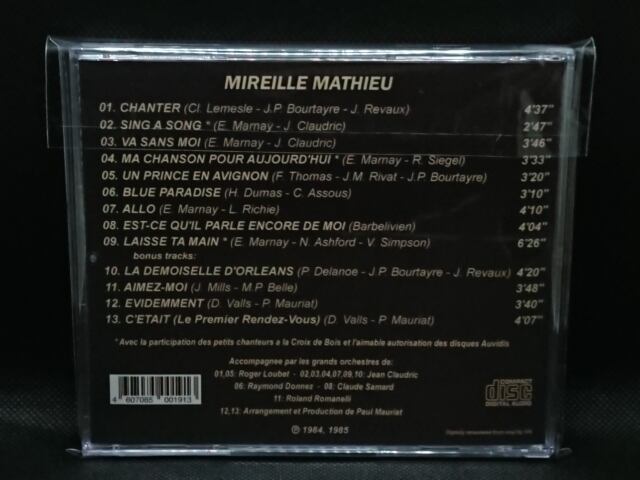 MIREILLE MATHIEU
01. CHANTER (Cl. Lemesle - J.P. Bourtayre - J. Revaux) 4'37"
02. SING A SONG * (E. Marnay - J. Claudric) 2'47"
03. VA SANS MOI (E. Marnay - J. Claudric) 3'46"
04. MA CHANSON POUR AUJOURD'HUI * (E. Marnay - R. Siegel) 3'33"
05. UN PRINCE EN AVIGNON (F. Thomas - J.M. Rivat - J.P. Bourtayre) 3'20"
06. BLUE PARADISE (H. Dumas - C. Assous) 3'10"
07. ALLO (E. Marnay - L. Richie) 4'10"
08. EST-CE QU'IL PARLE ENCORE DE MOI (Barbelivien) 4'04"
09. LAISSE TA MAIN * (E. Marnay - N. Ashford - V. Simpson) 6'26"
bonus tracks:
10. LA DEMOISELLE D'ORLEANS (P. Delanoe - J.P. Bourtayre - J. Revaux) 4'20"
11. AIMEZ-MOI (J. Mills - M.P. Belle) 3'48"
12. EVIDEMMENT (D. Valls - P. Mauriat) 3'40"
13. C'ETAIT (Le Premier Rendez-Vous) (D. Valls - P. Mauriat) 4'07"
* Avec la participation des petits chanteurs a la Croix de Bois et l'aimable autorisation des disques Auvidis
Accompagnee par les grands orchestres de:
01,05: Roger Loubet - 02,03,04,07,09,10: Jean Claudric
06: Raymond Donnez - 08: Claude Samard
11: Roland Romanelli
12,13: Arrangement et Production de Paul Mauriat
℗ 1984, 1985
4 607085 001913
COMPACT
disc
DIGITAL AUDIO
Digitally remastered from vinyl by